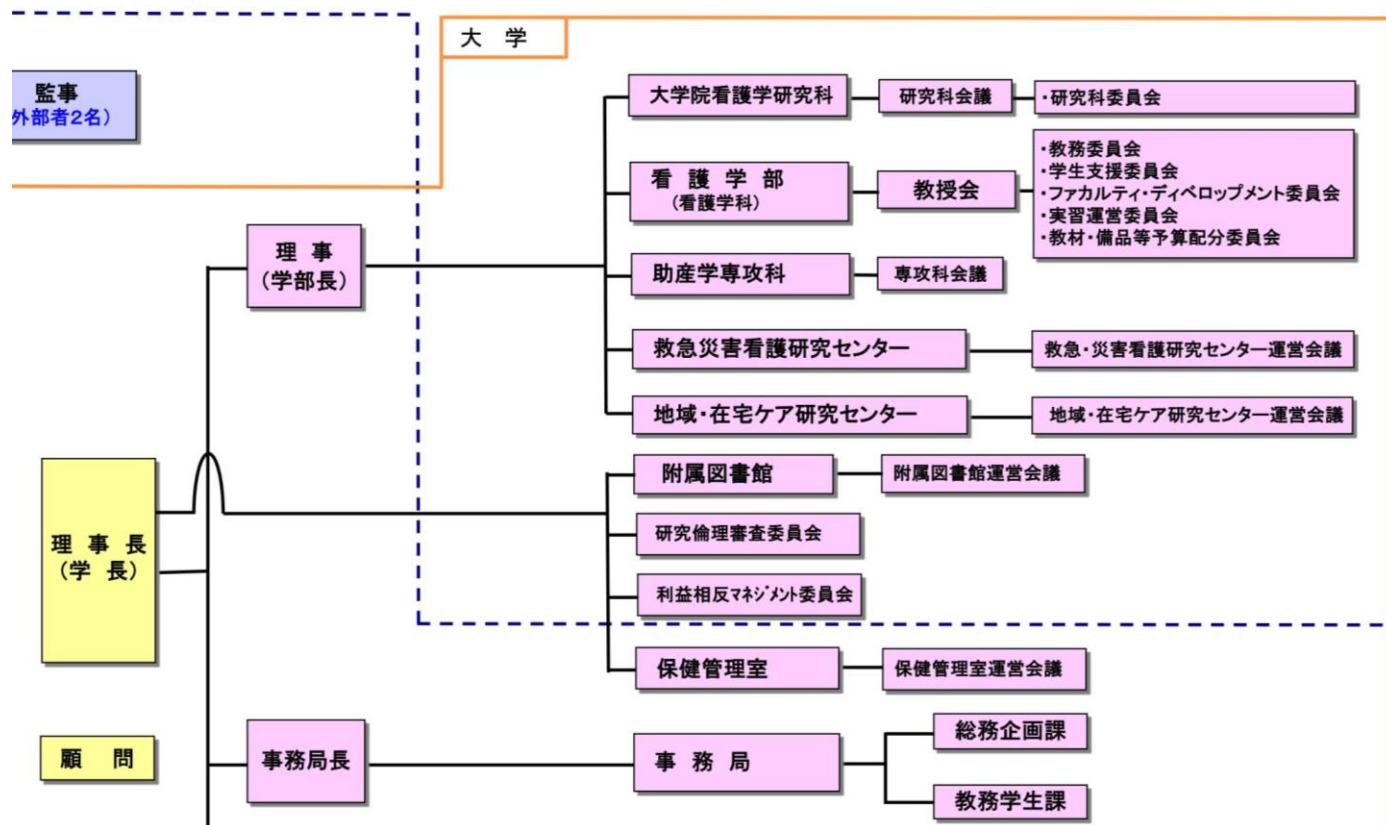 大 学
監事
外部者2名)
大学院看護学研究科
研究科会議
・研究科委員会
看 護 学 部
(看護学科)
教授会
・教務委員会
・学生支援委員会
・ファカルティ・ディベロップメント委員会
・実習運営委員会
・教材・備品等予算配分委員会
理 事
(学部長)
助産学専攻科
専攻科会議
救急災害看護研究センター
救急・災害看護研究センター運営会議
地域・在宅ケア研究センター
地域・在宅ケア研究センター運営会議
附属図書館
附属図書館運営会議
理 事 長
(学 長)
研究倫理審査委員会
利益相反マネジメント委員会
保健管理室
保健管理室運営会議
顧 問
事務局長
事 務 局
総務企画課
教務学生課